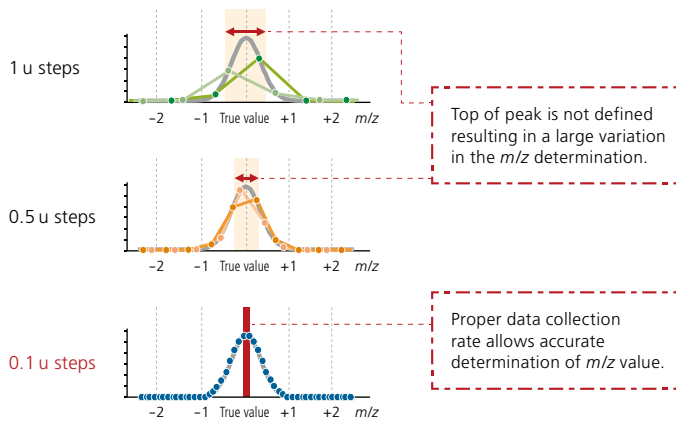 1 u steps
−2 −1 True value +1 +2 m/z
Top of peak is not defined
resulting in a large variation
in the m/z determination.
0.5 u steps
−2 −1 True value +1 +2 m/z
0.1 u steps
−2 −1 True value +1 +2 m/z
Proper data collection
rate allows accurate
determination of m/z value.